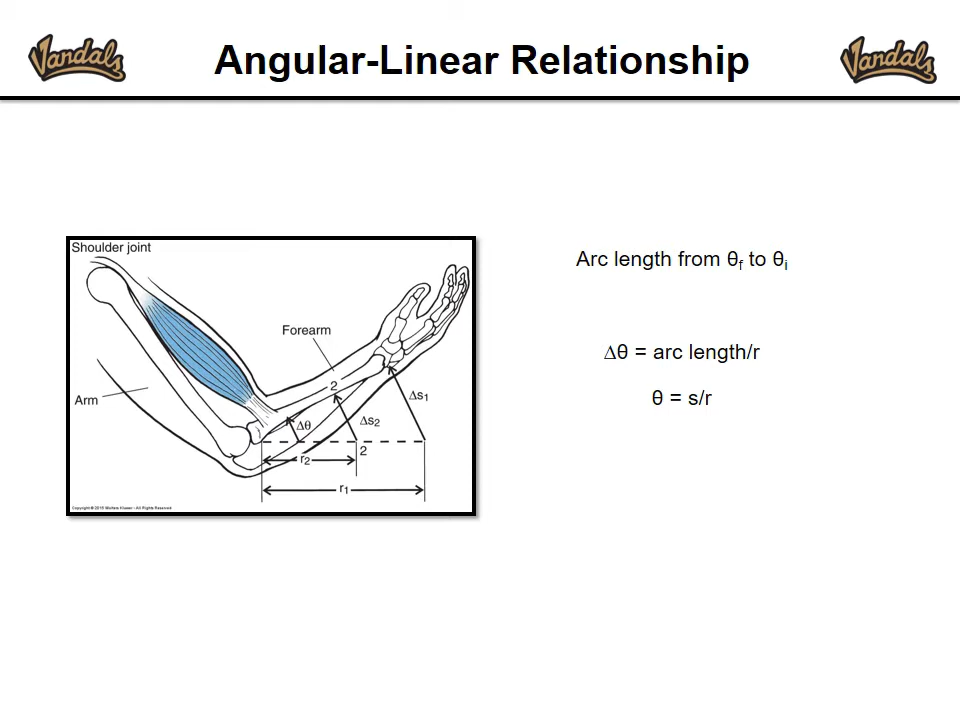 Vandals
Angular-Linear Relationship
Vandals
Shoulder joint
Forearm
Arm
2
Δs1
Δθ
Δs2
2
r2
r1
Copyright © 2015 Wolters Kluwer • All Rights Reserved
Arc length from θf to θi
Δθ = arc length/r
θ = s/r